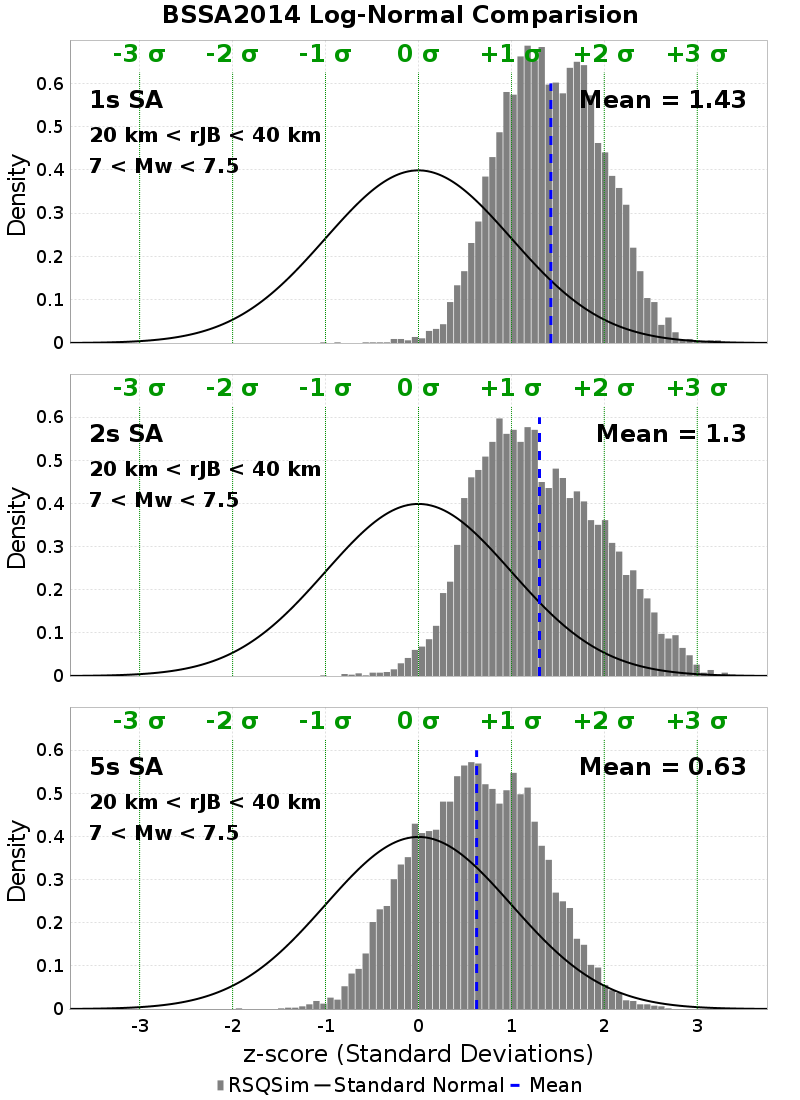 BSSA2014 Log-Normal Comparision
-3 σ -2 σ -1 σ 0 σ +1 σ +2 σ +3 σ
1s SA
Mean = 1.43
20 km < rJB < 40 km
7 < Mw < 7.5
Density
0.6
0.5
0.4
0.3
0.2
0.1
0
-3 σ -2 σ -1 σ 0 σ +1 σ +2 σ +3 σ
2s SA
Mean = 1.3
20 km < rJB < 40 km
7 < Mw < 7.5
Density
0.6
0.5
0.4
0.3
0.2
0.1
0
-3 σ -2 σ -1 σ 0 σ +1 σ +2 σ +3 σ
5s SA
Mean = 0.63
20 km < rJB < 40 km
7 < Mw < 7.5
Density
0.6
0.5
0.4
0.3
0.2
0.1
0
-3 -2 -1 0 1 2 3
z-score (Standard Deviations)
RSQSim Standard Normal Mean